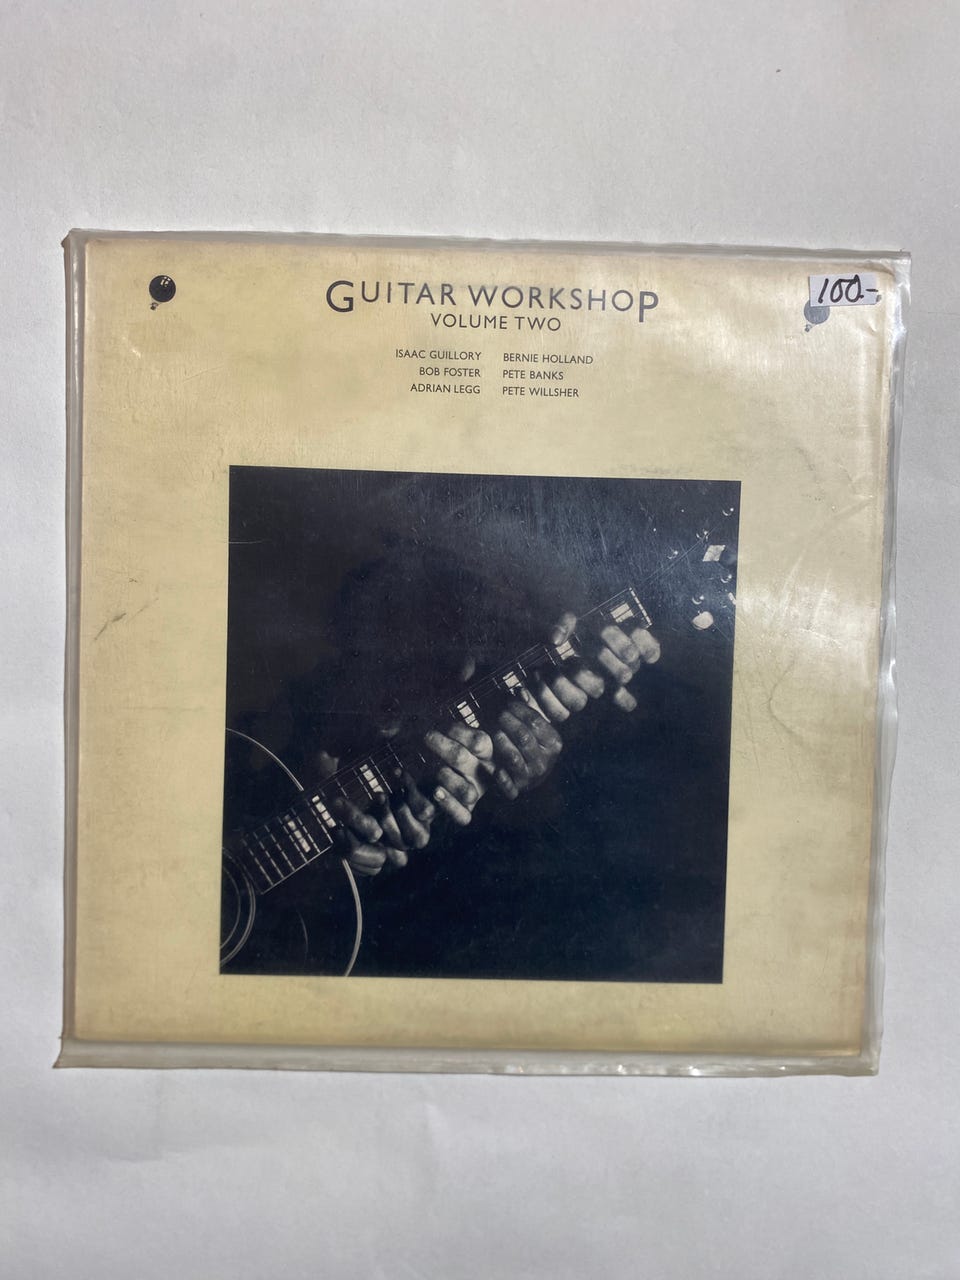 GUITAR WORKSHOP
VOLUME TWO
ISAAC GUILLORY BERNIE HOLLAND
BOB FOSTER PETE BANKS
ADRIAN LEGG PETE WILLSHER
100.-